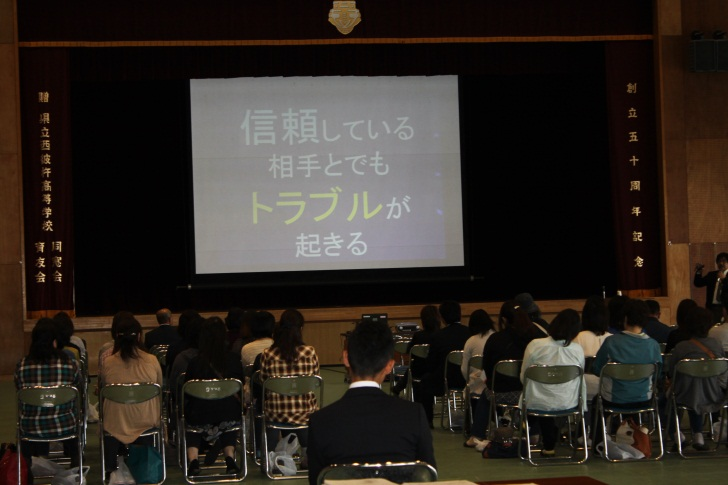 信頼している
相手とでも
トラブルが
起きる
創立五十周年記念
贈 県立西彼杵高等学校
同窓会
育友会